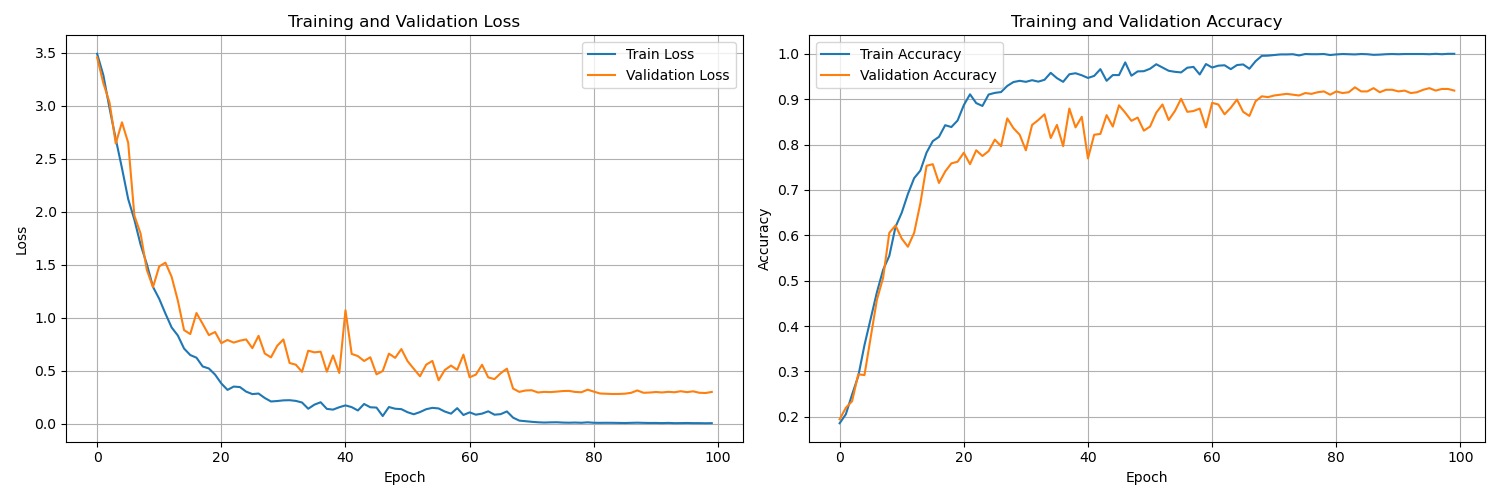 Training and Validation Loss
3.5
3.0
2.5
2.0
1.5
1.0
0.5
0.0
Loss
Train Loss
Validation Loss
0 20 40 60 80 100
Epoch
Training and Validation Accuracy
1.0
0.9
0.8
0.7
0.6
0.5
0.4
0.3
0.2
Accuracy
Train Accuracy
Validation Accuracy
0 20 40 60 80 100
Epoch